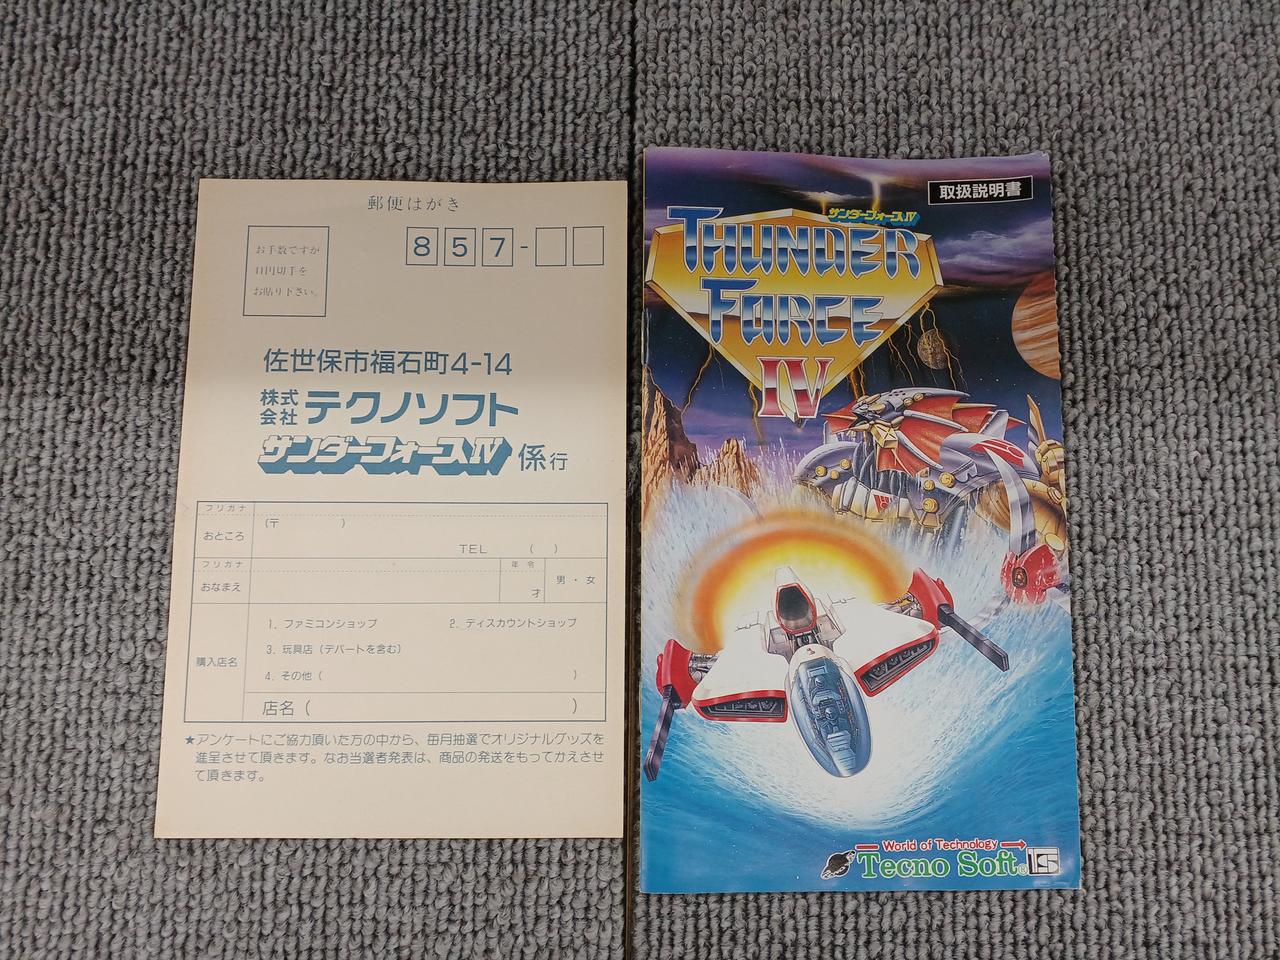 郵便はがき
お手数ですが
41円切手を
お貼り下さい。
857-
佐世保市福石町4-14
株式会社 テクノソフト
サンダーフォースIV 係行
フリガナ
おところ
(〒 )
TEL ( )
フリガナ
おなまえ
年令
才
男・女
購入店名
1. ファミコンショップ 2. ディスカウントショップ
3. 玩具店(デパートを含む)
4. その他( )
店名( )
★アンケートにご協力頂いた方の中から、毎月抽選でオリジナルグッズを
進呈させて頂きます。なお当選者発表は、商品の発送をもってかえさせ
て頂きます。
取扱説明書
サンダーフォースIV
THUNDER
FORCE
IV
World of Technology
Tecno Soft®